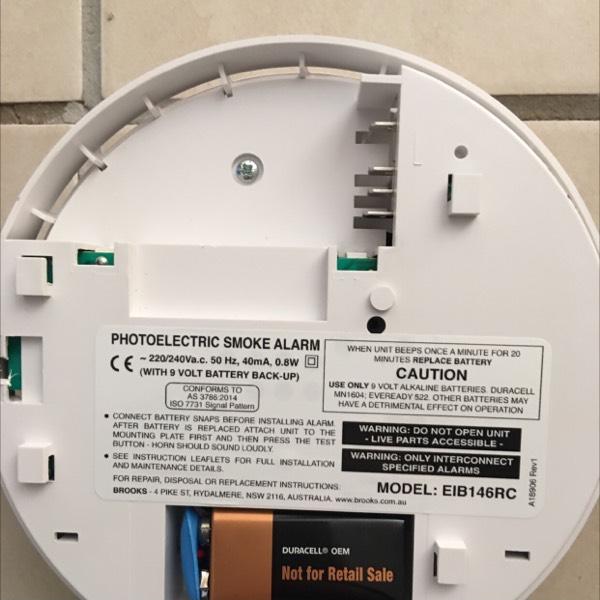 PHOTOELECTRIC SMOKE ALARM
CE ~ 220/240Va.c. 50 Hz, 40mA, 0.8W
(WITH 9 VOLT BATTERY BACK-UP)
CONFORMS TO
AS 3786:2014
ISO 7731 Signal Pattern
• CONNECT BATTERY SNAPS BEFORE INSTALLING ALARM.
AFTER BATTERY IS REPLACED ATTACH UNIT TO THE
MOUNTING PLATE FIRST AND THEN PRESS THE TEST
BUTTON - HORN SHOULD SOUND LOUDLY.
• SEE INSTRUCTION LEAFLETS FOR FULL INSTALLATION
AND MAINTENANCE DETAILS.
FOR REPAIR, DISPOSAL OR REPLACEMENT INSTRUCTIONS:
BROOKS - 4 PIKE ST, RYDALMERE, NSW 2116, AUSTRALIA. www.brooks.com.au
WHEN UNIT BEEPS ONCE A MINUTE FOR 20
MINUTES REPLACE BATTERY
CAUTION
USE ONLY 9 VOLT ALKALINE BATTERIES. DURACELL
MN1604; EVEREADY 522. OTHER BATTERIES MAY
HAVE A DETRIMENTAL EFFECT ON OPERATION
WARNING: DO NOT OPEN UNIT
- LIVE PARTS ACCESSIBLE -
WARNING: ONLY INTERCONNECT
SPECIFIED ALARMS
MODEL: EIB146RC
A18906 Rev1
DURACELL® OEM
Not for Retail Sale